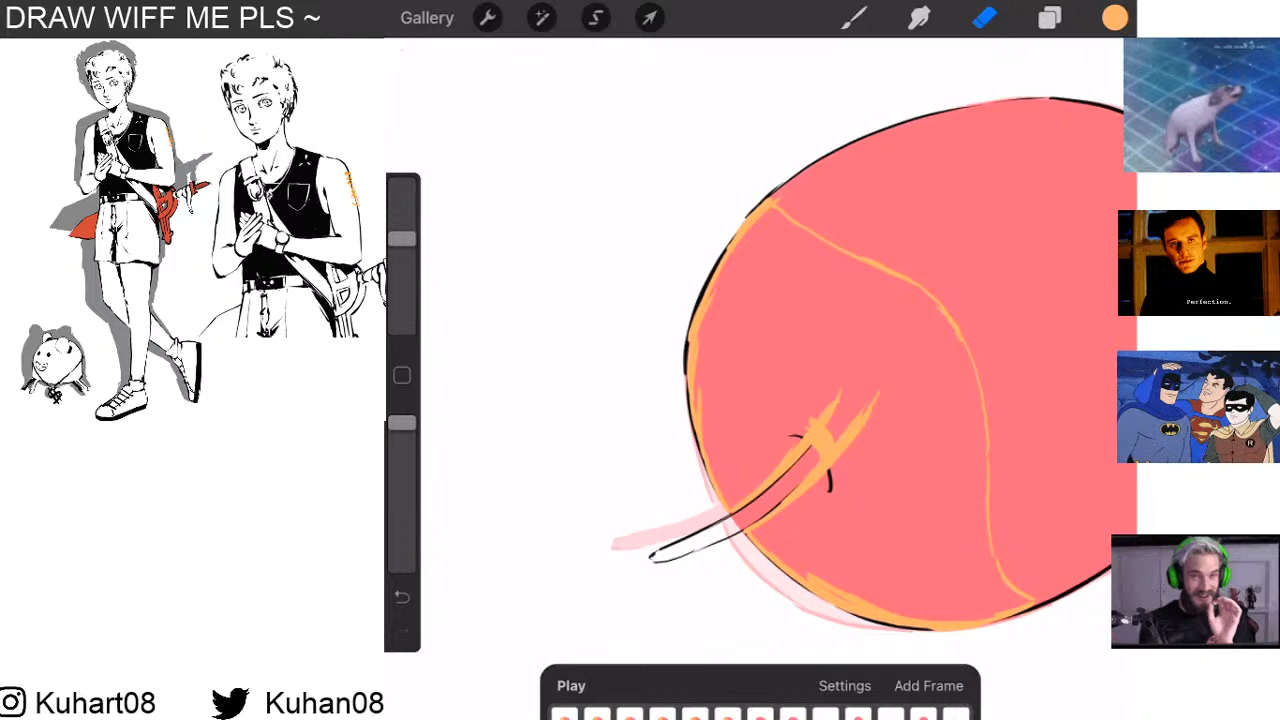 DRAW WIFF ME PLS ~
Gallery
Perfection.
R
Play
Settings
Add Frame
Kuhart08
Kuhan08